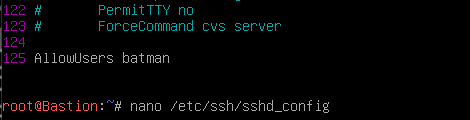 122 #       PermitTTY no
123 #       ForceCommand cvs server
124
125 AllowUsers batman
root@Bastion:~# nano /etc/ssh/sshd_config